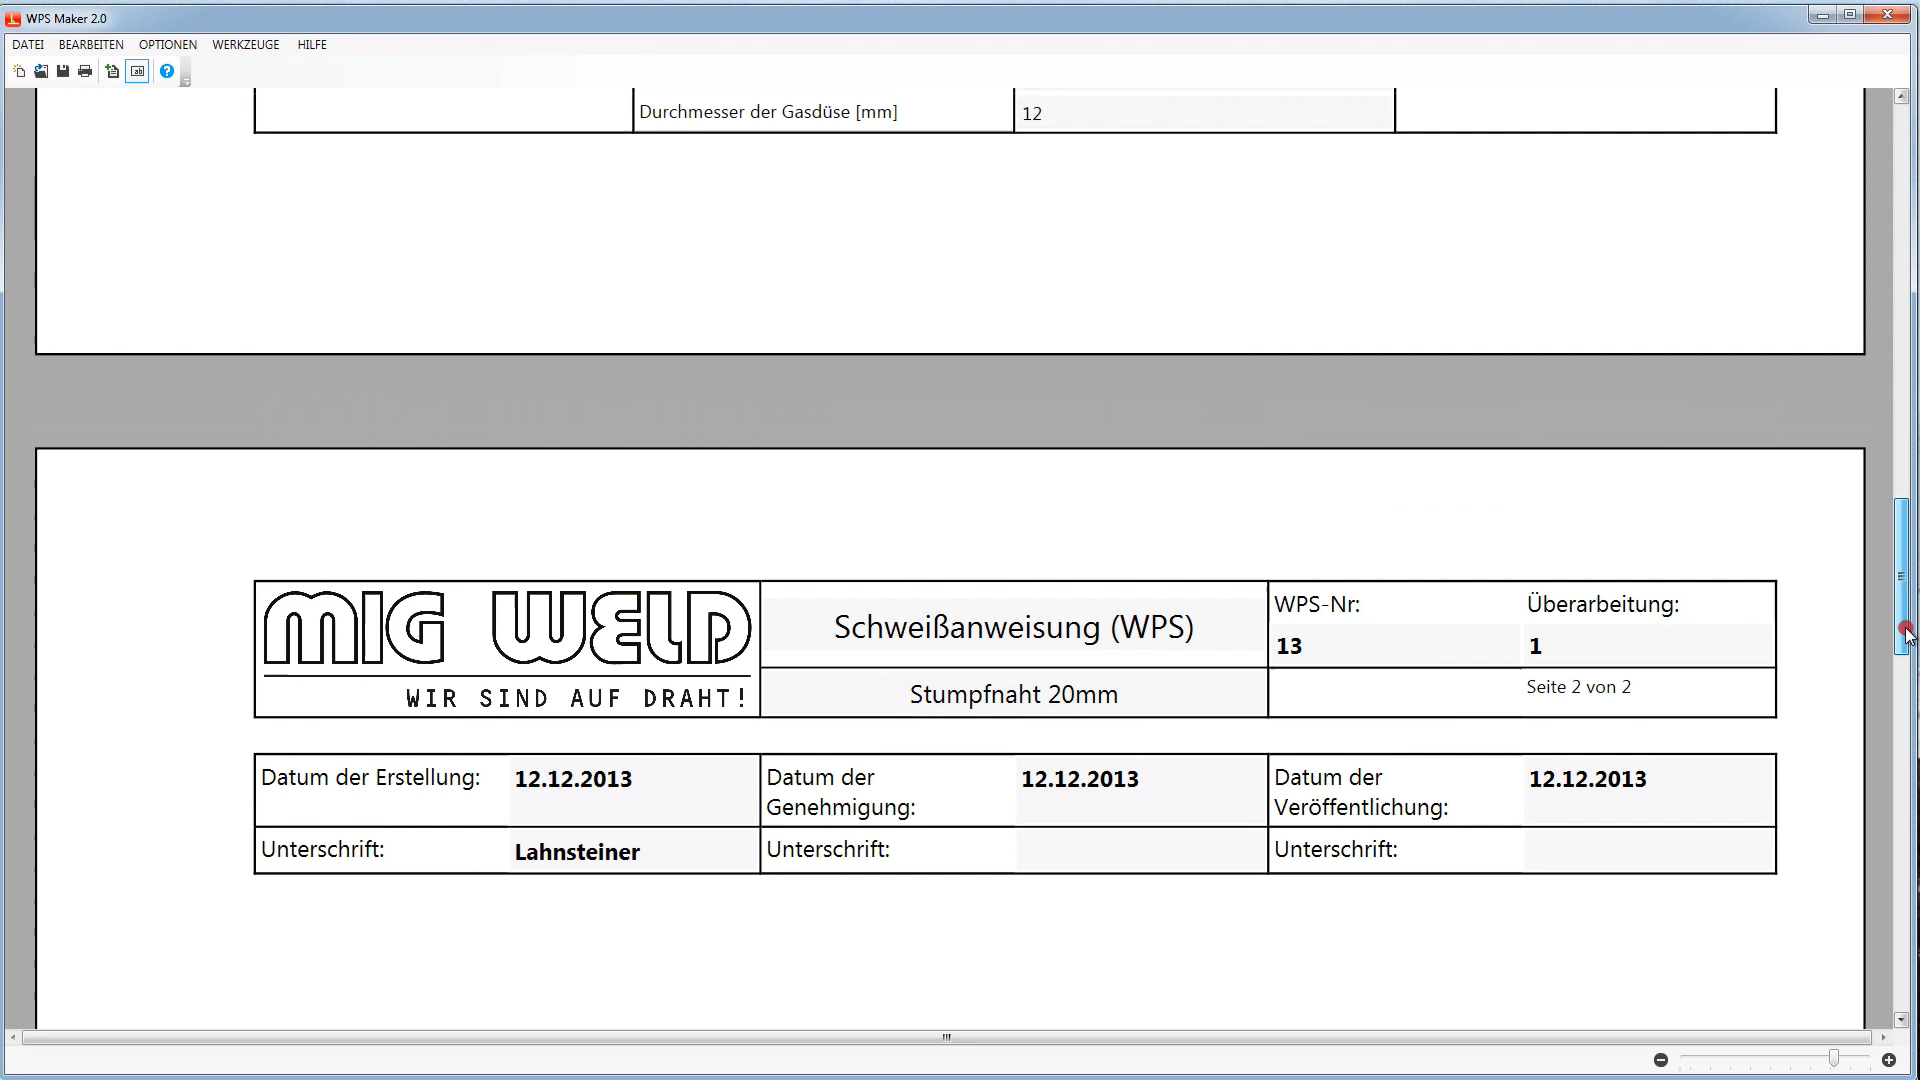 WPS Maker 2.0
DATEI BEARBEITEN OPTIONEN WERKZEUGE HILFE
ab ?
Durchmesser der Gasdüse [mm] 12
MIG WELD
WIR SIND AUF DRAHT!
Schweißanweisung (WPS)
Stumpfnaht 20mm
WPS-Nr: Überarbeitung:
13 1
Seite 2 von 2
Datum der Erstellung: 12.12.2013
Datum der
Genehmigung:
12.12.2013
Datum der
Veröffentlichung:
12.12.2013
Unterschrift: Lahnsteiner
Unterschrift:
Unterschrift: